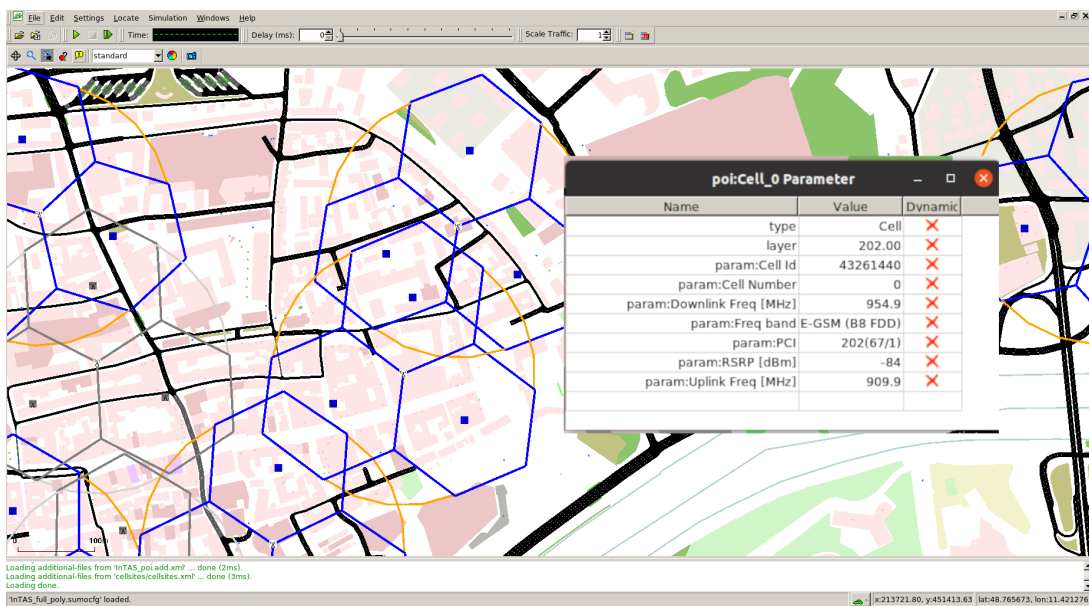 File Edit Settings Locate Simulation Windows Help
Time: Delay (ms): 0 Scale Traffic: 1
standard
poi:Cell_0 Parameter
Name Value Dynamic
type Cell
layer 202.00
param:Cell Id 43261440
param:Cell Number 0
param:Downlink Freq [MHz] 954.9
param:Freq band E-GSM (B8 FDD)
param:PCI 202(67/1)
param:RSRP [dBm] -84
param:Uplink Freq [MHz] 909.9
0 100m
Loading additional-files from 'InTAS_poi.add.xml' ... done (2ms).
Loading additional-files from 'cellsites/cellsites.xml' ... done (3ms).
Loading done.
'InTAS_full_poly.sumocfg' loaded. x:213721.80, y:451413.63 lat:48.765673, lon:11.421276